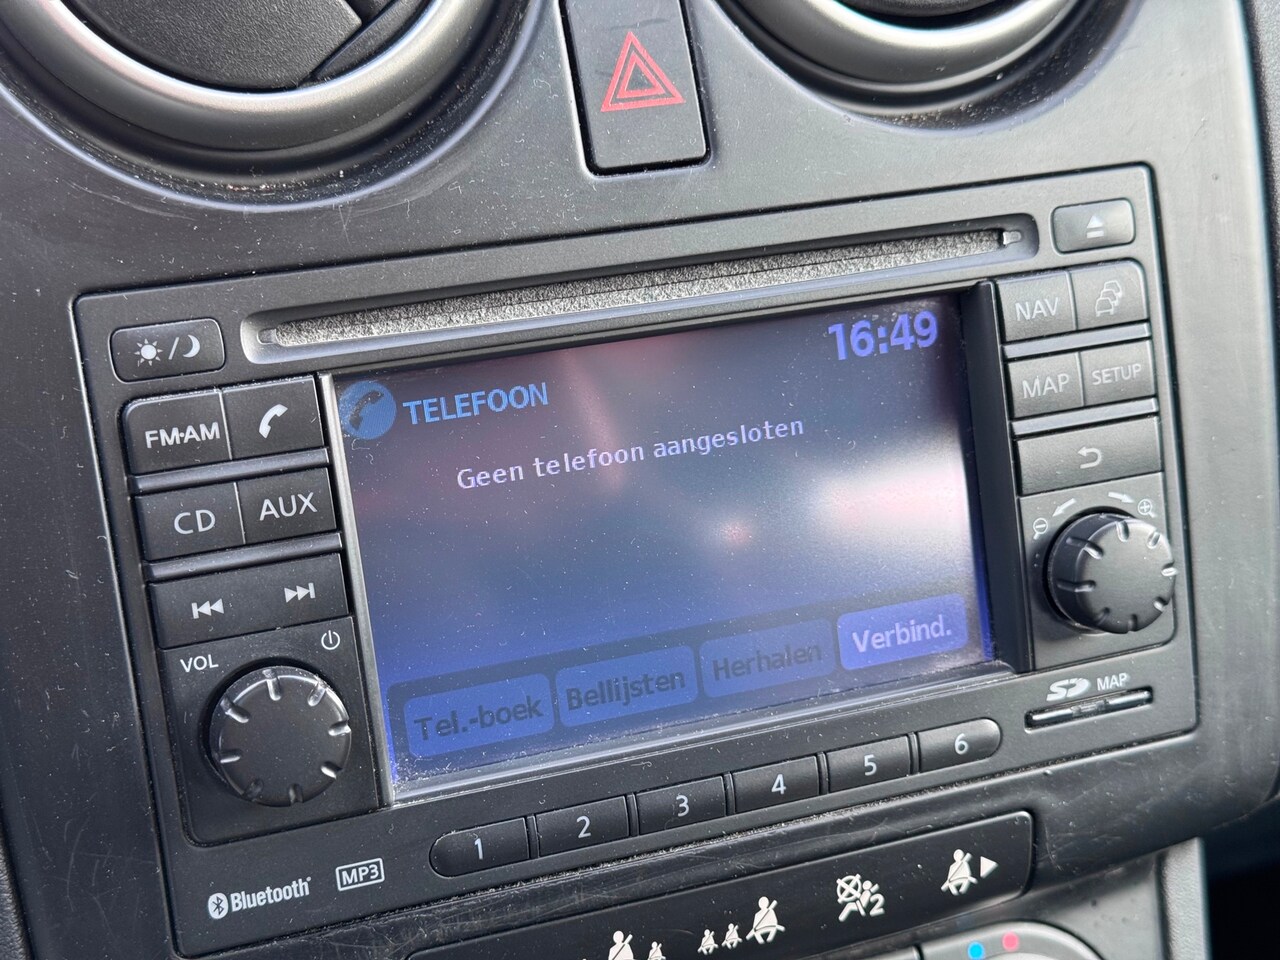 16:49
TELEFOON
Geen telefoon aangesloten
Tel.-boek Bellijsten Herhalen Verbind.
FM·AM
CD AUX
VOL
NAV
MAP SETUP
SD MAP
1 2 3 4 5 6
Bluetooth MP3
2